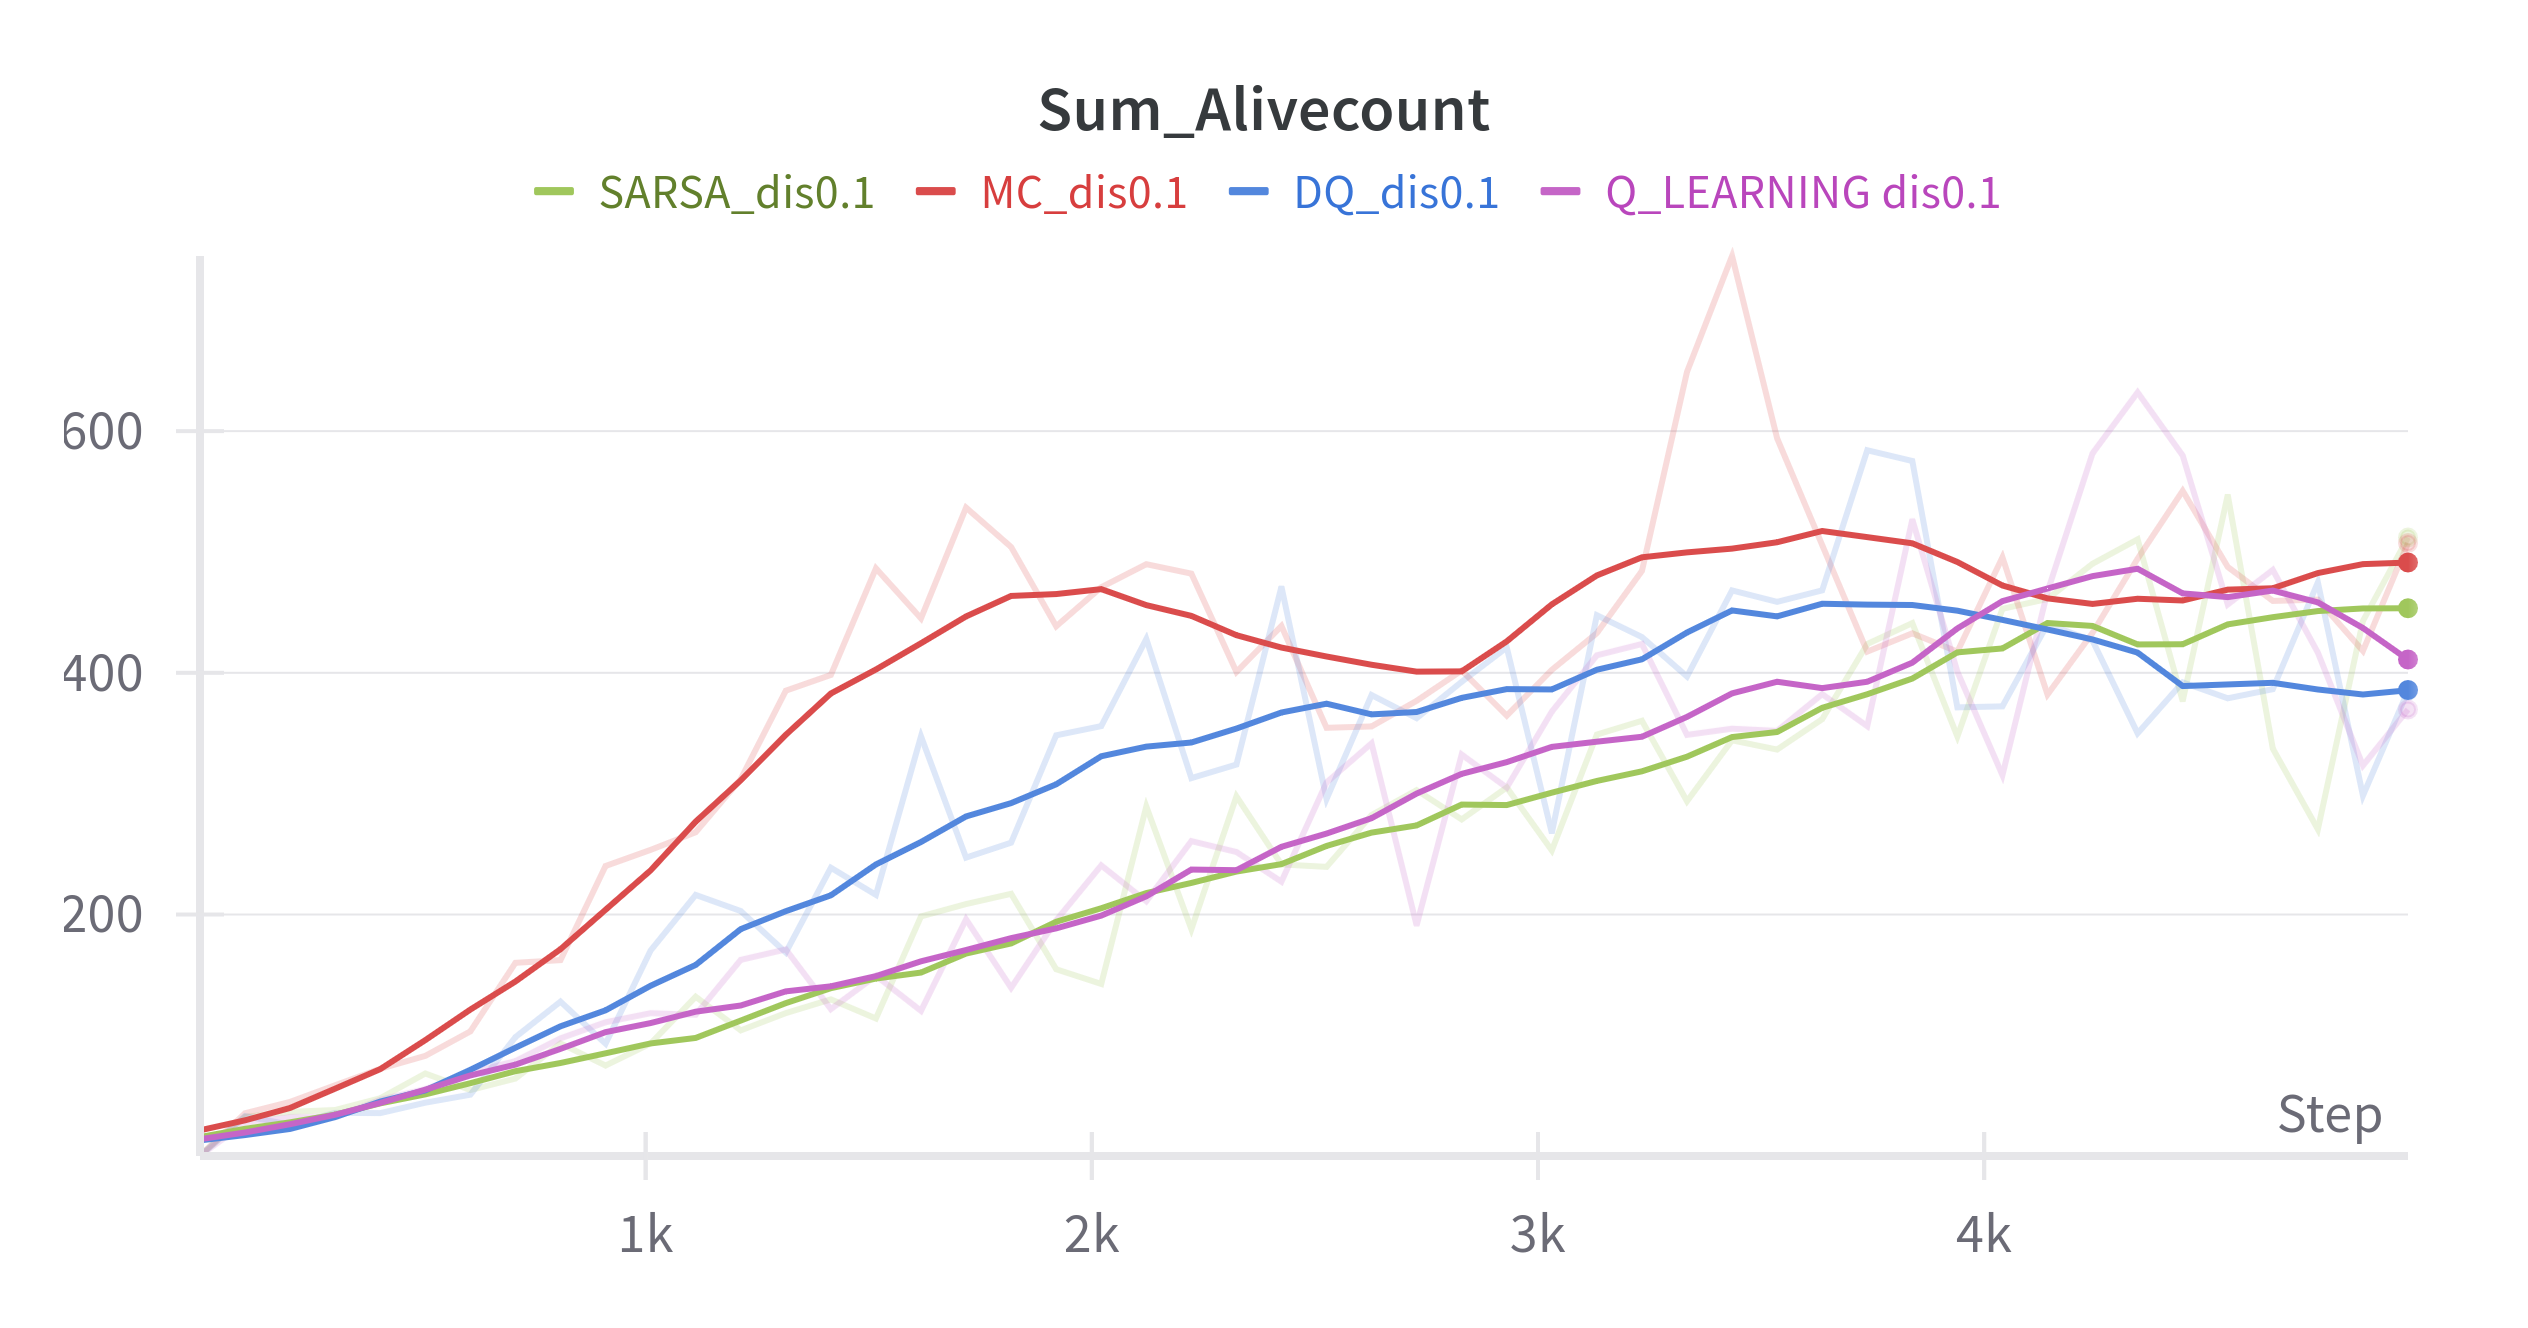 Sum_Alivecount
SARSA_dis0.1 MC_dis0.1 DQ_dis0.1 Q_LEARNING dis0.1
600
400
200
Step
1k 2k 3k 4k